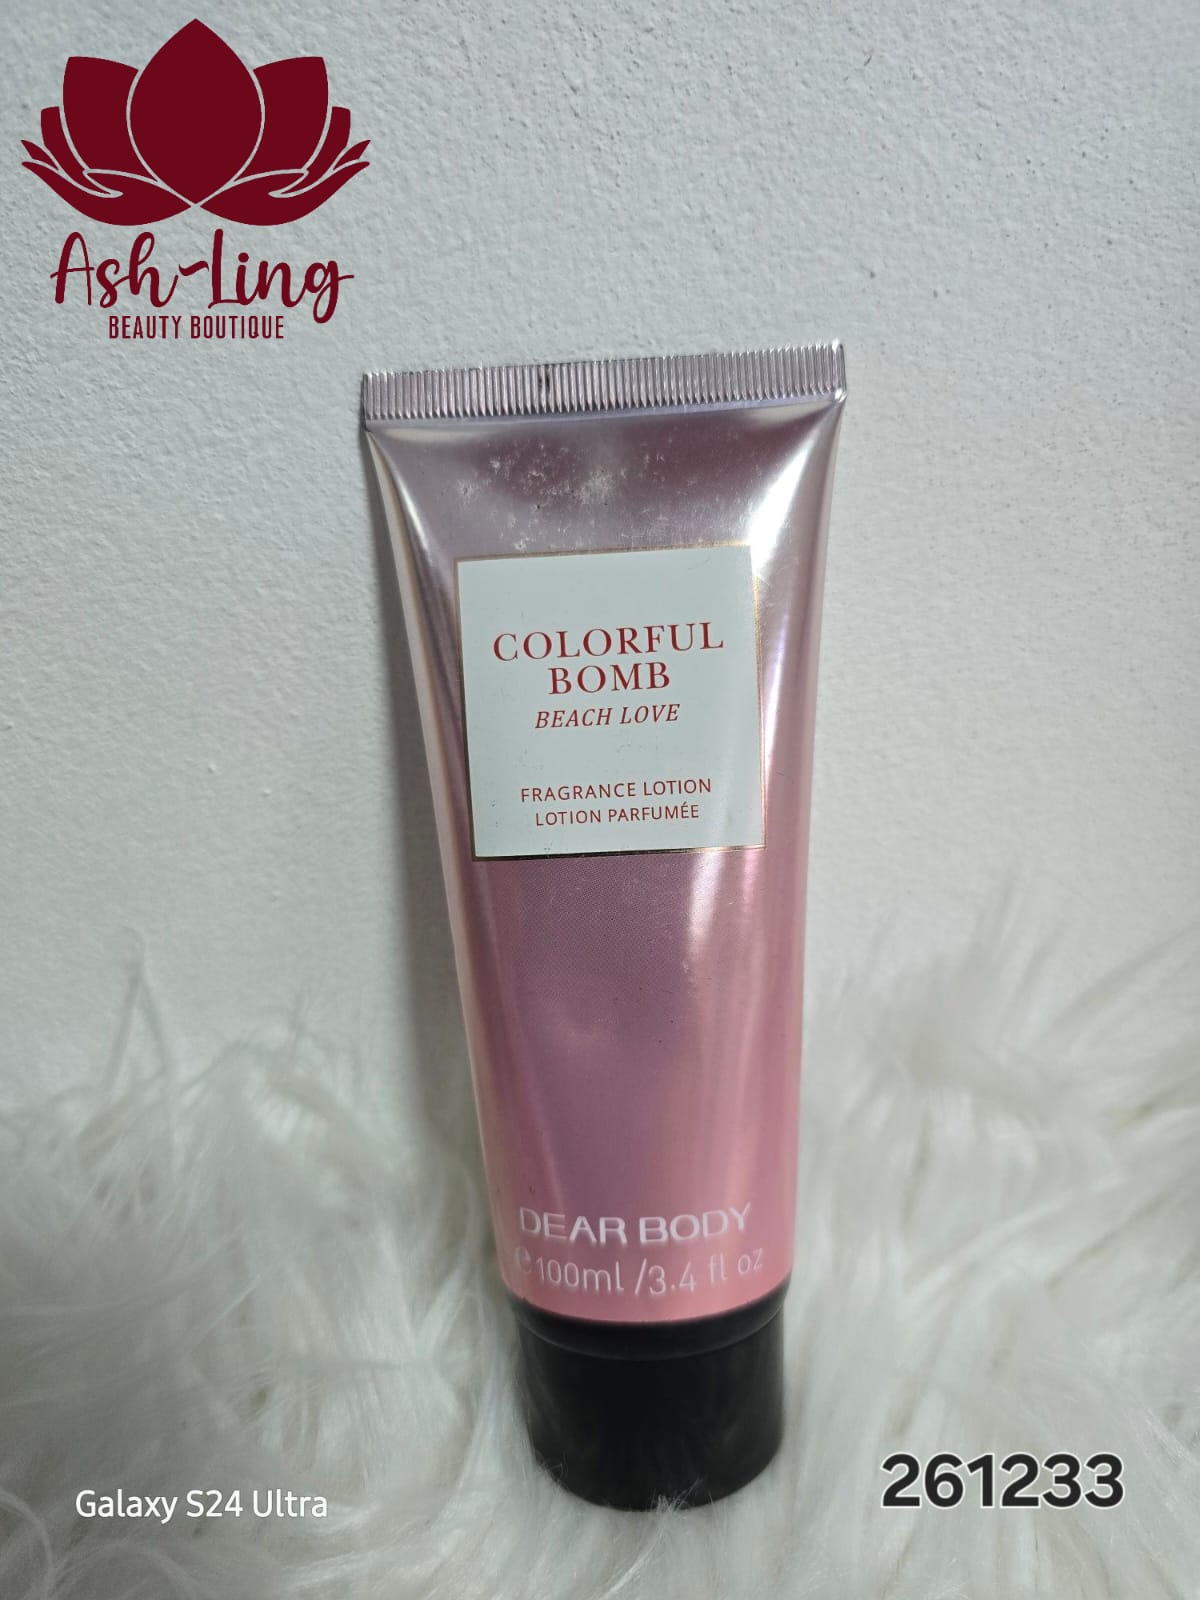 Ash-Ling
BEAUTY BOUTIQUE
COLORFUL
BOMB
BEACH LOVE
FRAGRANCE LOTION
LOTION PARFUMÉE
DEAR BODY
℮100ml /3.4 fl oz
Galaxy S24 Ultra
261233